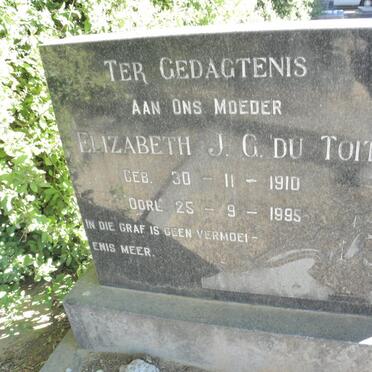 TER GEDAGTENIS
AAN ONS MOEDER
ELIZABETH J. G. DU TOIT
GEB. 30 – 11 – 1910
OORL 25 – 9 – 1995
IN DIE GRAF IS GEEN VERMOEI –
ENIS MEER.